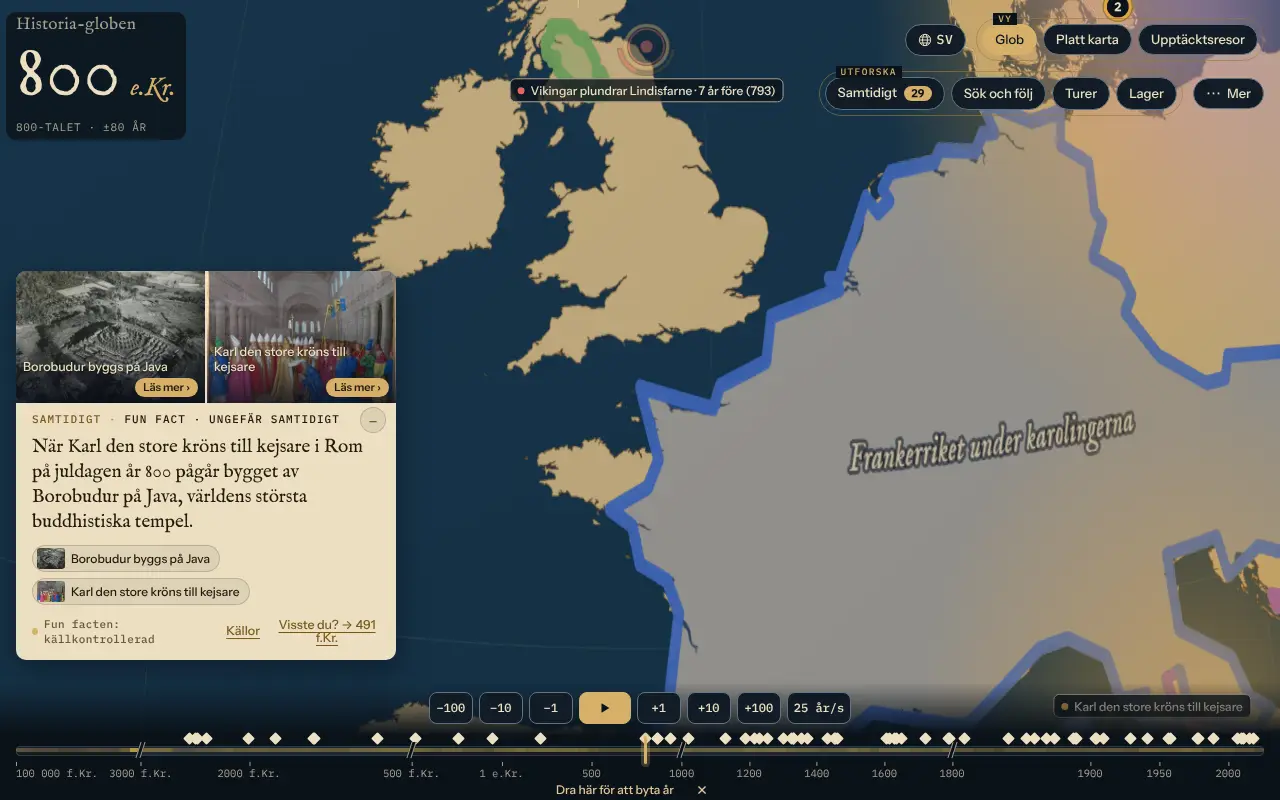 Historia-globen
800 e.Kr.
800-TALET · ±80 ÅR
2
VY
SV
Glob
Platt karta
Upptäcktsresor
UTFORSKA
Samtidigt 29
Sök och följ
Turer
Lager
··· Mer
Vikingar plundrar Lindisfarne · 7 år före (793)
Frankerriket under karolingerna
Borobudur byggs på Java
Läs mer ›
Karl den store kröns till
kejsare
Läs mer ›
SAMTIDIGT · FUN FACT · UNGEFÄR SAMTIDIGT
–
När Karl den store kröns till kejsare i Rom
på juldagen år 800 pågår bygget av
Borobudur på Java, världens största
buddhistiska tempel.
Borobudur byggs på Java
Karl den store kröns till kejsare
Fun facten:
källkontrollerad
Källor
Visste du? → 491
f.Kr.
−100
−10
−1
+1
+10
+100
25 år/s
Karl den store kröns till kejsare
100 000 f.Kr.
3000 f.Kr.
2000 f.Kr.
500 f.Kr.
1 e.Kr.
500
1000
1200
1400
1600
1800
1900
1950
2000
Dra här för att byta år ✕